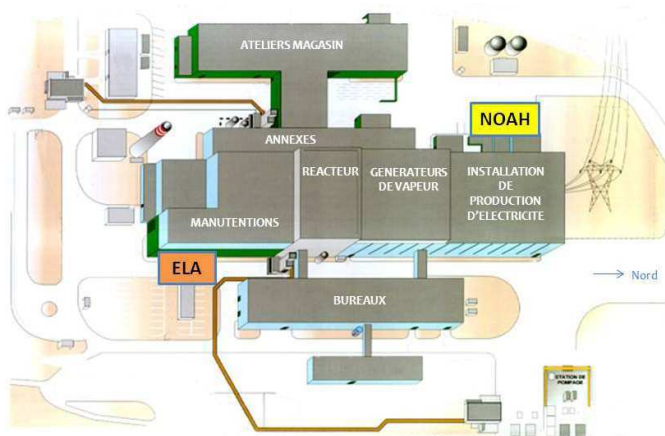 ATELIERS MAGASIN
NOAH
ANNEXES
REACTEUR
GENERATEURS
DE VAPEUR
INSTALLATION
DE
PRODUCTION
D'ELECTRICITE
MANUTENTIONS
ELA
Nord
BUREAUX
STATION DE
POMPAGE